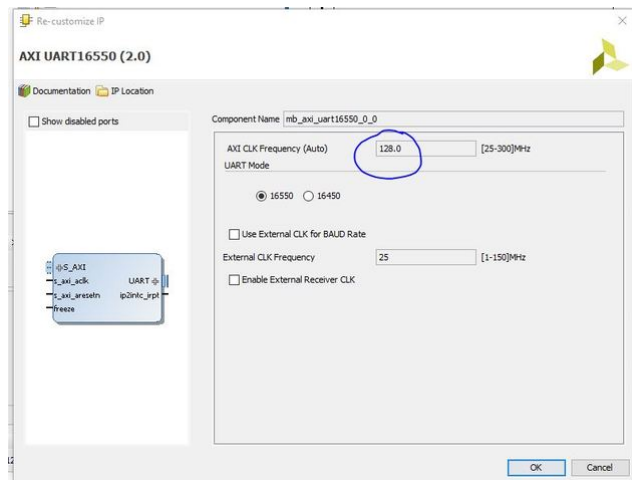 Re-customize IP
AXI UART16550 (2.0)
Documentation IP Location
Show disabled ports
Component Name mb_axi_uart16550_0_0
AXI CLK Frequency (Auto) 128.0 [25-300]MHz
UART Mode
16550 16450
Use External CLK for BAUD Rate
External CLK Frequency 25 [1-150]MHz
Enable External Receiver CLK
S_AXI
s_axi_aclk UART
s_axi_aresetn ip2intc_irpt
freeze
OK Cancel